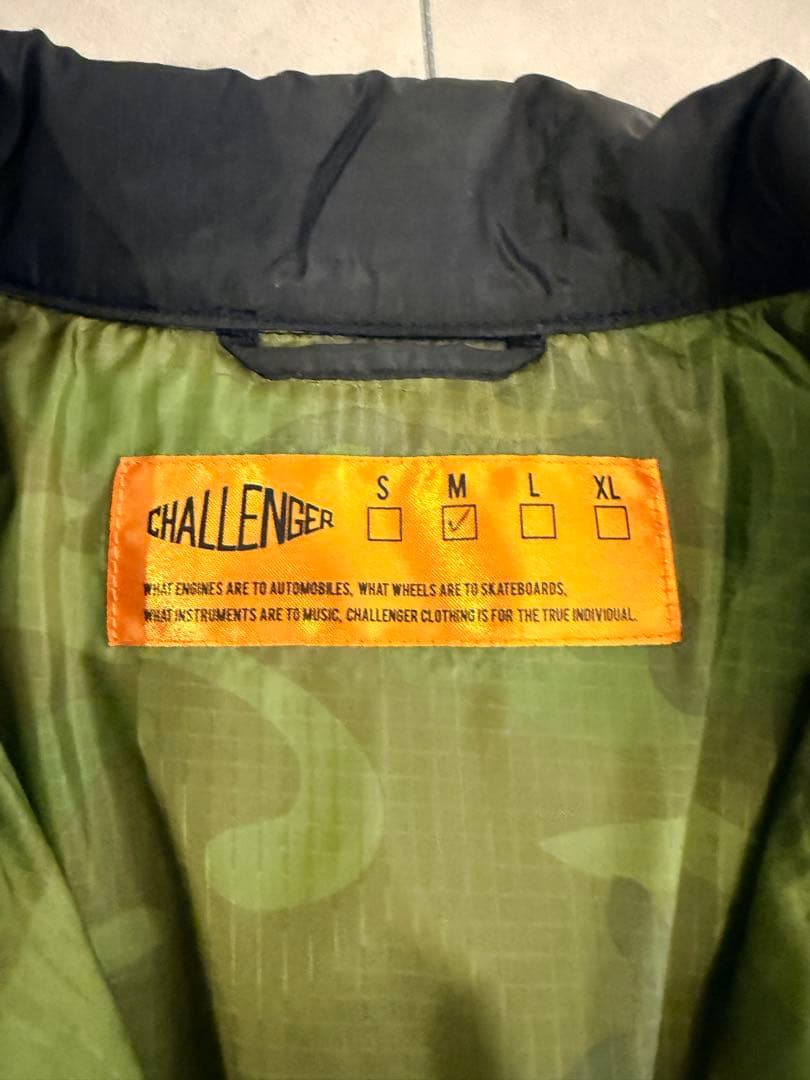 CHALLENGER
S M L XL
WHAT ENGINES ARE TO AUTOMOBILES, WHAT WHEELS ARE TO SKATEBOARDS,
WHAT INSTRUMENTS ARE TO MUSIC, CHALLENGER CLOTHING IS FOR THE TRUE INDIVIDUAL.